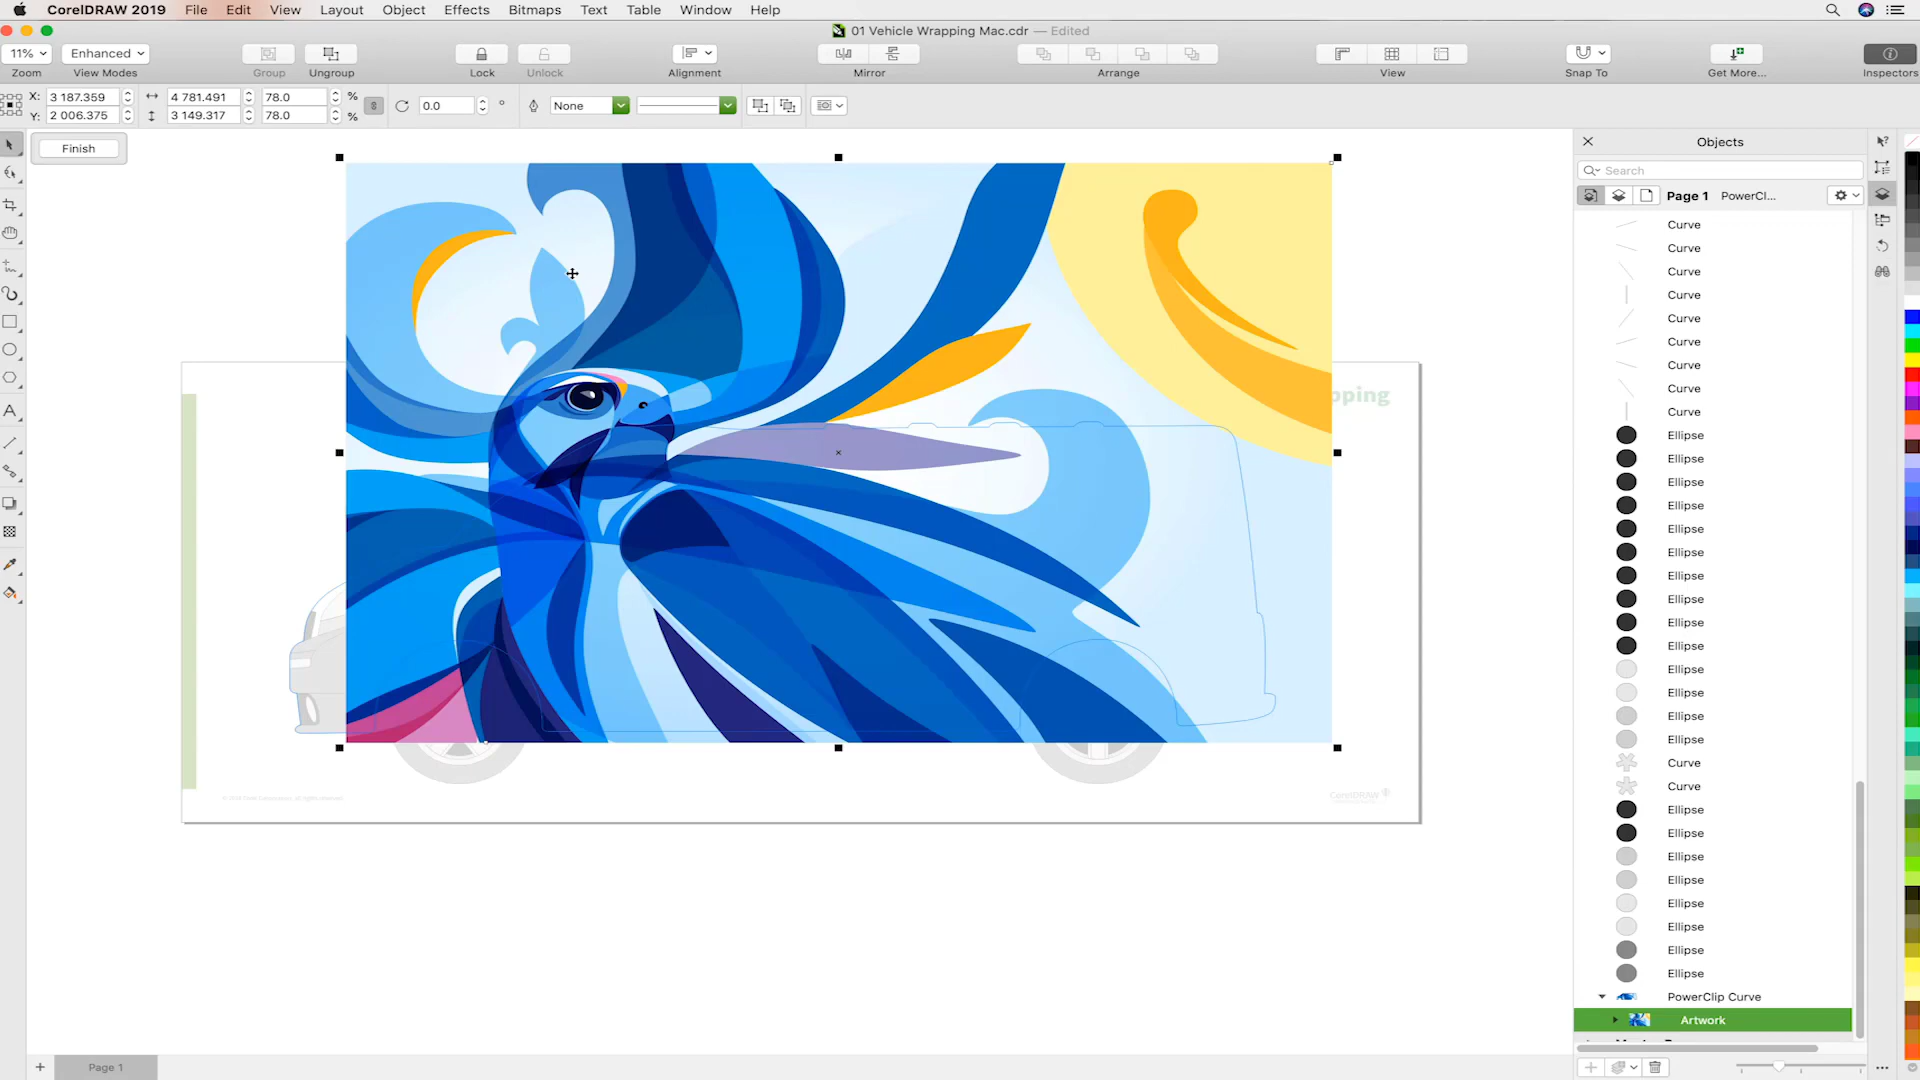 CorelDRAW 2019 File Edit View Layout Object Effects Bitmaps Text Table Window Help
01 Vehicle Wrapping Mac.cdr — Edited
11% Enhanced
Zoom View Modes Group Ungroup Lock Unlock Alignment Mirror Arrange View Snap To Get More... Inspectors
X: 3 187.359 4 781.491 78.0 % 0.0 ° None
Y: 2 006.375 3 149.317 78.0 %
Finish
Objects
Search
Page 1 PowerCl...
Curve
Curve
Curve
Curve
Curve
Curve
Curve
Curve
Curve
Ellipse
Ellipse
Ellipse
Ellipse
Ellipse
Ellipse
Ellipse
Ellipse
Ellipse
Ellipse
Ellipse
Ellipse
Ellipse
Ellipse
Curve
Curve
Ellipse
Ellipse
Ellipse
Ellipse
Ellipse
Ellipse
Ellipse
Ellipse
PowerClip Curve
Artwork
pping
CorelDRAW
Page 1